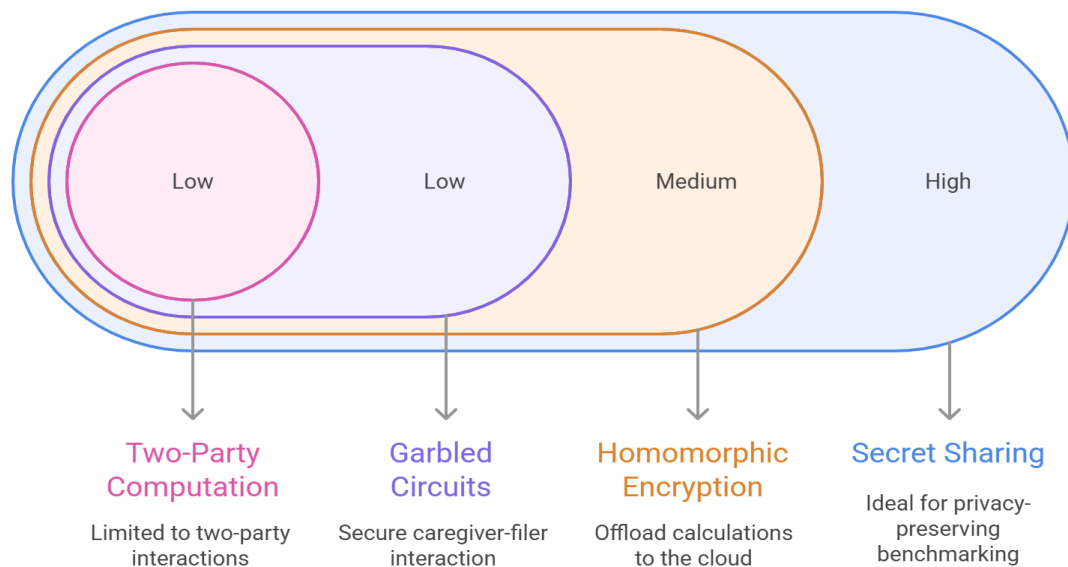 Low
Low
Medium
High
Two-Party
Computation
Limited to two-party
interactions
Garbled
Circuits
Secure caregiver-filer
interaction
Homomorphic
Encryption
Offload calculations
to the cloud
Secret Sharing
Ideal for privacy-
preserving
benchmarking